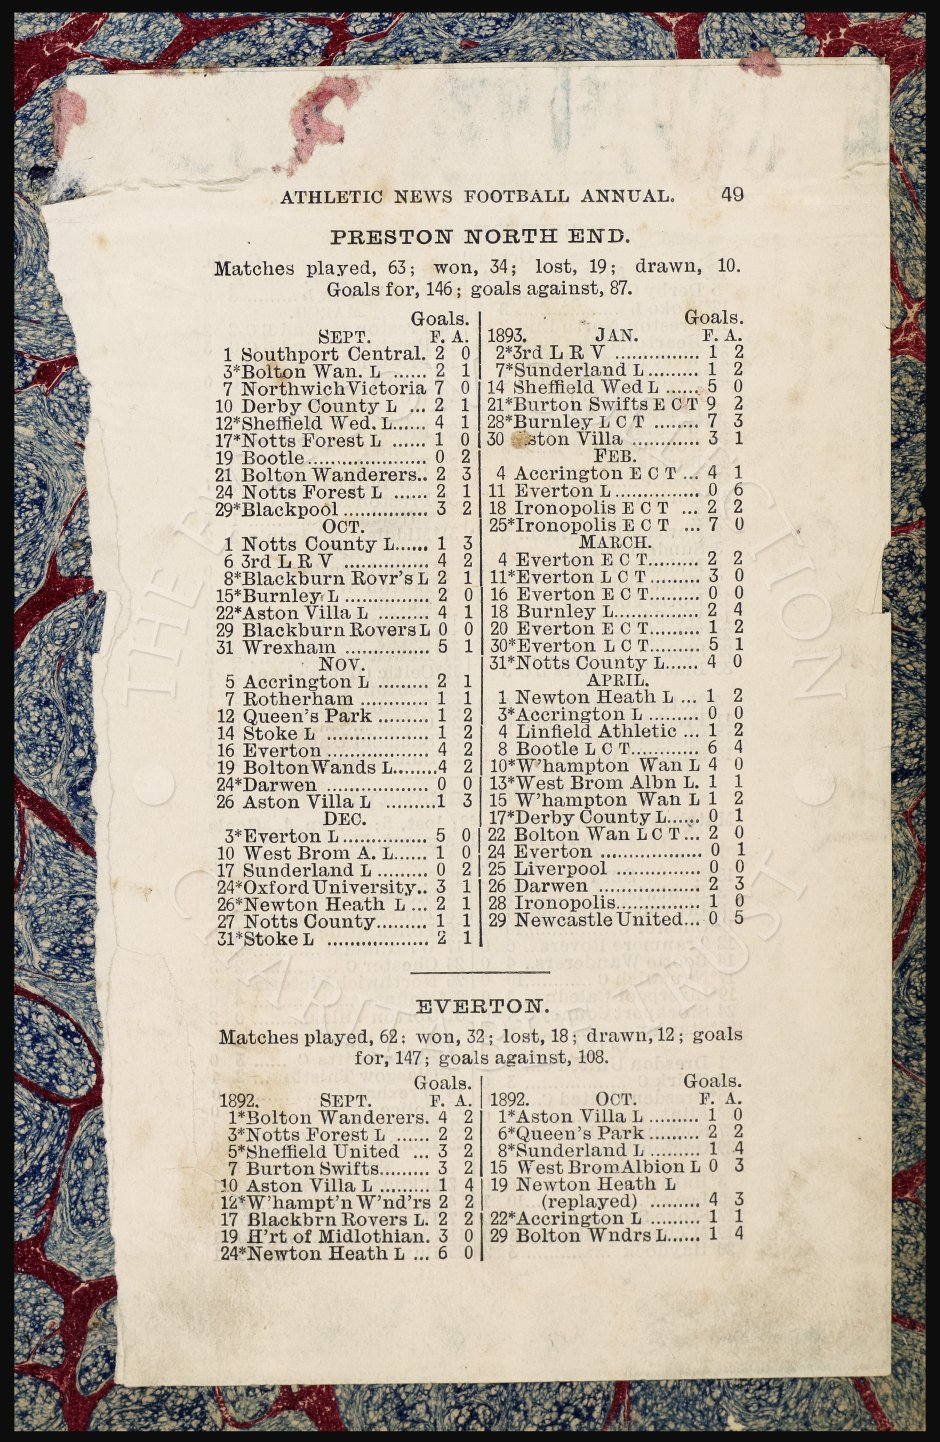 ATHLETIC NEWS FOOTBALL ANNUAL. 49
PRESTON NORTH END.
Matches played, 63; won, 34; lost, 19; drawn, 10.
Goals for, 146; goals against, 87.
Goals.
SEPT. F. A.
1 Southport Central. 2 0
3*Bolton Wan. L ...... 2 1
7 Northwich Victoria 7 0
10 Derby County L ... 2 1
12*Sheffield Wed. L...... 4 1
17*Notts Forest L ...... 1 0
19 Bootle..................... 0 2
21 Bolton Wanderers.. 2 3
24 Notts Forest L ...... 2 1
29*Blackpool ............... 3 2
OCT.
1 Notts County L...... 1 3
6 3rd L R V ............... 4 2
8*Blackburn Rovr's L 2 1
15*Burnley L ............... 2 0
22*Aston Villa L ......... 4 1
29 Blackburn Rovers L 0 0
31 Wrexham ............... 5 1
NOV.
5 Accrington L ......... 2 1
7 Rotherham ............ 1 1
12 Queen's Park ......... 1 2
14 Stoke L .................. 1 2
16 Everton .................. 4 2
19 Bolton Wands L........4 2
24*Darwen .................. 0 0
26 Aston Villa L .........1 3
DEC.
3*Everton L............... 5 0
10 West Brom A. L...... 1 0
17 Sunderland L ......... 0 2
24*Oxford University.. 3 1
26*Newton Heath L ... 2 1
27 Notts County......... 1 1
31*Stoke L .................. 2 1
Goals.
1893. JAN. F. A.
2*3rd L R V ............... 1 2
7*Sunderland L......... 1 2
14 Sheffield Wed L ...... 5 0
21*Burton Swifts E C T 9 2
28*Burnley L C T ........ 7 3
30 ston Villa ............ 3 1
FEB.
4 Accrington E C T ... 4 1
11 Everton L............... 0 6
18 Ironopolis E C T ... 2 2
25*Ironopolis E C T ... 7 0
MARCH.
4 Everton E C T......... 2 2
11*Everton L C T ......... 3 0
16 Everton E C T......... 0 0
18 Burnley L............... 2 4
20 Everton E C T......... 1 2
30*Everton L C T......... 5 1
31*Notts County L...... 4 0
APRIL.
1 Newton Heath L ... 1 2
3*Accrington L ......... 0 0
4 Linfield Athletic ... 1 2
8 Bootle L C T............ 6 4
10*W'hampton Wan L 4 0
13*West Brom Albn L. 1 1
15 W'hampton Wan L 1 2
17*Derby County L...... 0 1
22 Bolton Wan L C T... 2 0
24 Everton .................. 0 1
25 Liverpool ............... 0 0
26 Darwen .................. 2 3
28 Ironopolis............... 1 0
29 Newcastle United... 0 5
EVERTON.
Matches played, 62; won, 32; lost, 18; drawn, 12; goals
for, 147; goals against, 108.
Goals.
1892. SEPT. F. A.
1*Bolton Wanderers. 4 2
3*Notts Forest L ...... 2 2
5*Sheffield United ... 3 2
7 Burton Swifts......... 3 2
10 Aston Villa L ......... 1 4
12*W'hampt'n W'nd'rs 2 2
17 Blackbrn Rovers L. 2 2
19 H'rt of Midlothian. 3 0
24*Newton Heath L ... 6 0
Goals.
1892. OCT. F. A.
1*Aston Villa L ......... 1 0
6*Queen's Park ......... 2 2
8*Sunderland L ......... 1 4
15 West Brom Albion L 0 3
19 Newton Heath L
(replayed) ......... 4 3
22*Accrington L ......... 1 1
29 Bolton Wndrs L...... 1 4